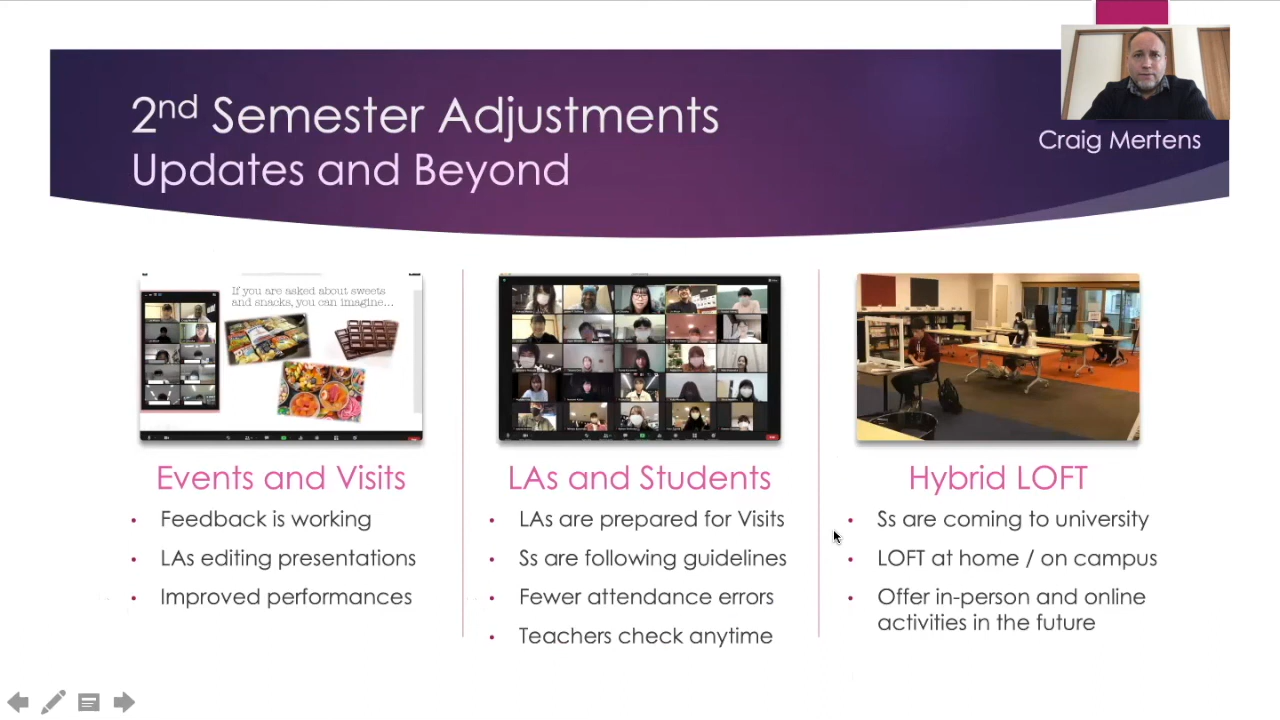 2nd Semester Adjustments
Updates and Beyond
Craig Mertens
If you are asked about sweets
and snacks, you can imagine...
Events and Visits
• Feedback is working
• LAs editing presentations
• Improved performances
LAs and Students
• LAs are prepared for Visits
• Ss are following guidelines
• Fewer attendance errors
• Teachers check anytime
Hybrid LOFT
• Ss are coming to university
• LOFT at home / on campus
• Offer in-person and online
activities in the future